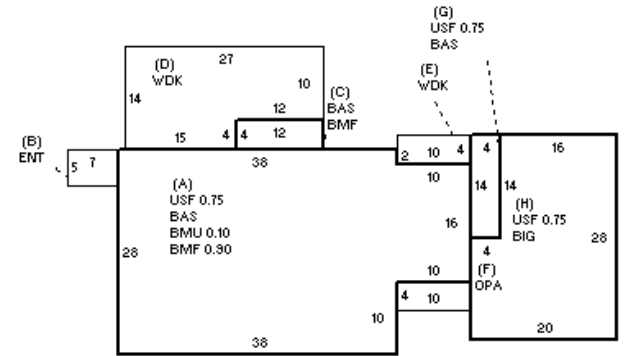 (G)
USF 0.75
BAS
(D)
WDK
27
10
14
(E)
WDK
(C)
BAS
BMF
12
15
4
4
12
38
(B)
ENT
5
7
2
10
4
4
16
10
(A)
USF 0.75
BAS
BMU 0.10
BMF 0.90
14
14
(H)
USF 0.75
BIG
28
16
28
4
(F)
OPA
10
4
10
10
38
20